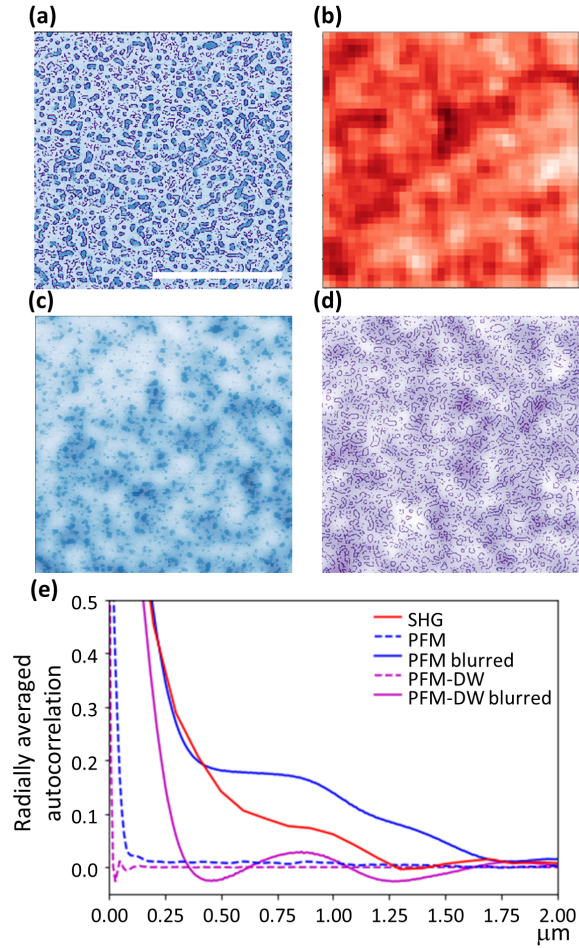 (a)
(b)
(c)
(d)
(e)
0.5
0.4
0.3
0.2
0.1
0.0
Radially averaged
autocorrelation
SHG
PFM
PFM blurred
PFM-DW
PFM-DW blurred
0.00 0.25 0.50 0.75 1.00 1.25 1.50 1.75 2.00
μm